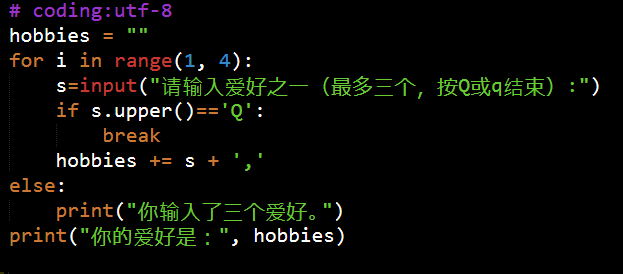 # coding:utf-8
hobbies = ""
for i in range(1, 4):
    s=input("请输入爱好之一（最多三个，按Q或q结束）:")
    if s.upper()=='Q':
        break
    hobbies += s + ','
else:
    print("你输入了三个爱好。")
print("你的爱好是：", hobbies)